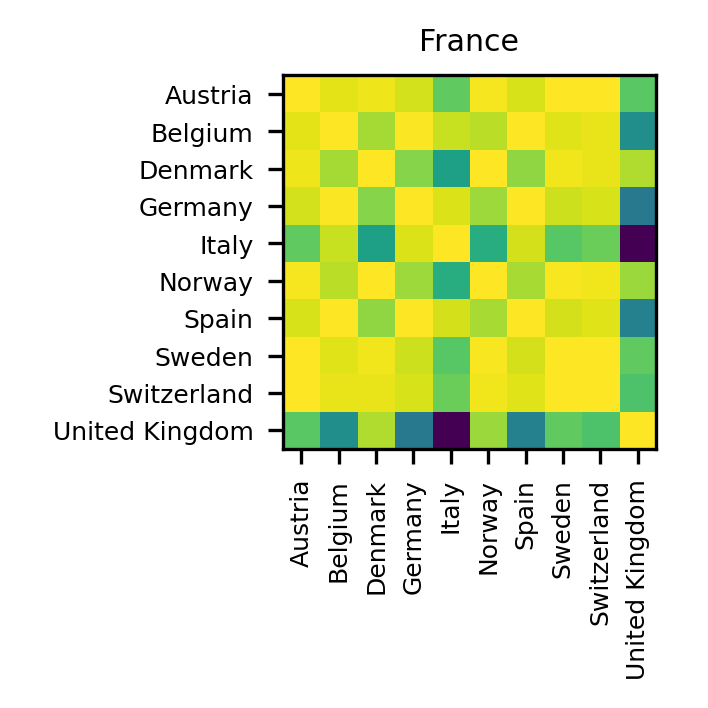 France
Austria
Belgium
Denmark
Germany
Italy
Norway
Spain
Sweden
Switzerland
United Kingdom
Austria
Belgium
Denmark
Germany
Italy
Norway
Spain
Sweden
Switzerland
United Kingdom